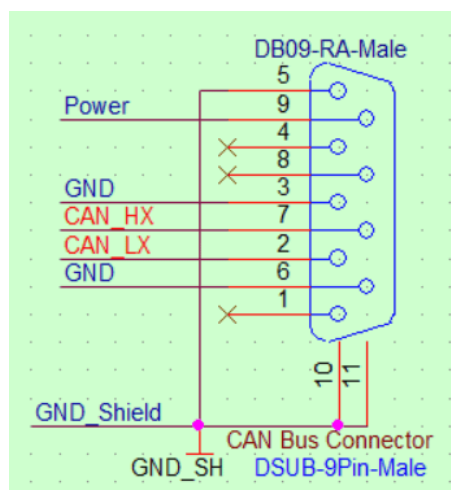 DB09-RA-Male
5
Power
9
4
8
GND
3
CAN_HX
7
CAN_LX
2
GND
6
1
10
11
GND_Shield
CAN Bus Connector
GND_SH
DSUB-9Pin-Male